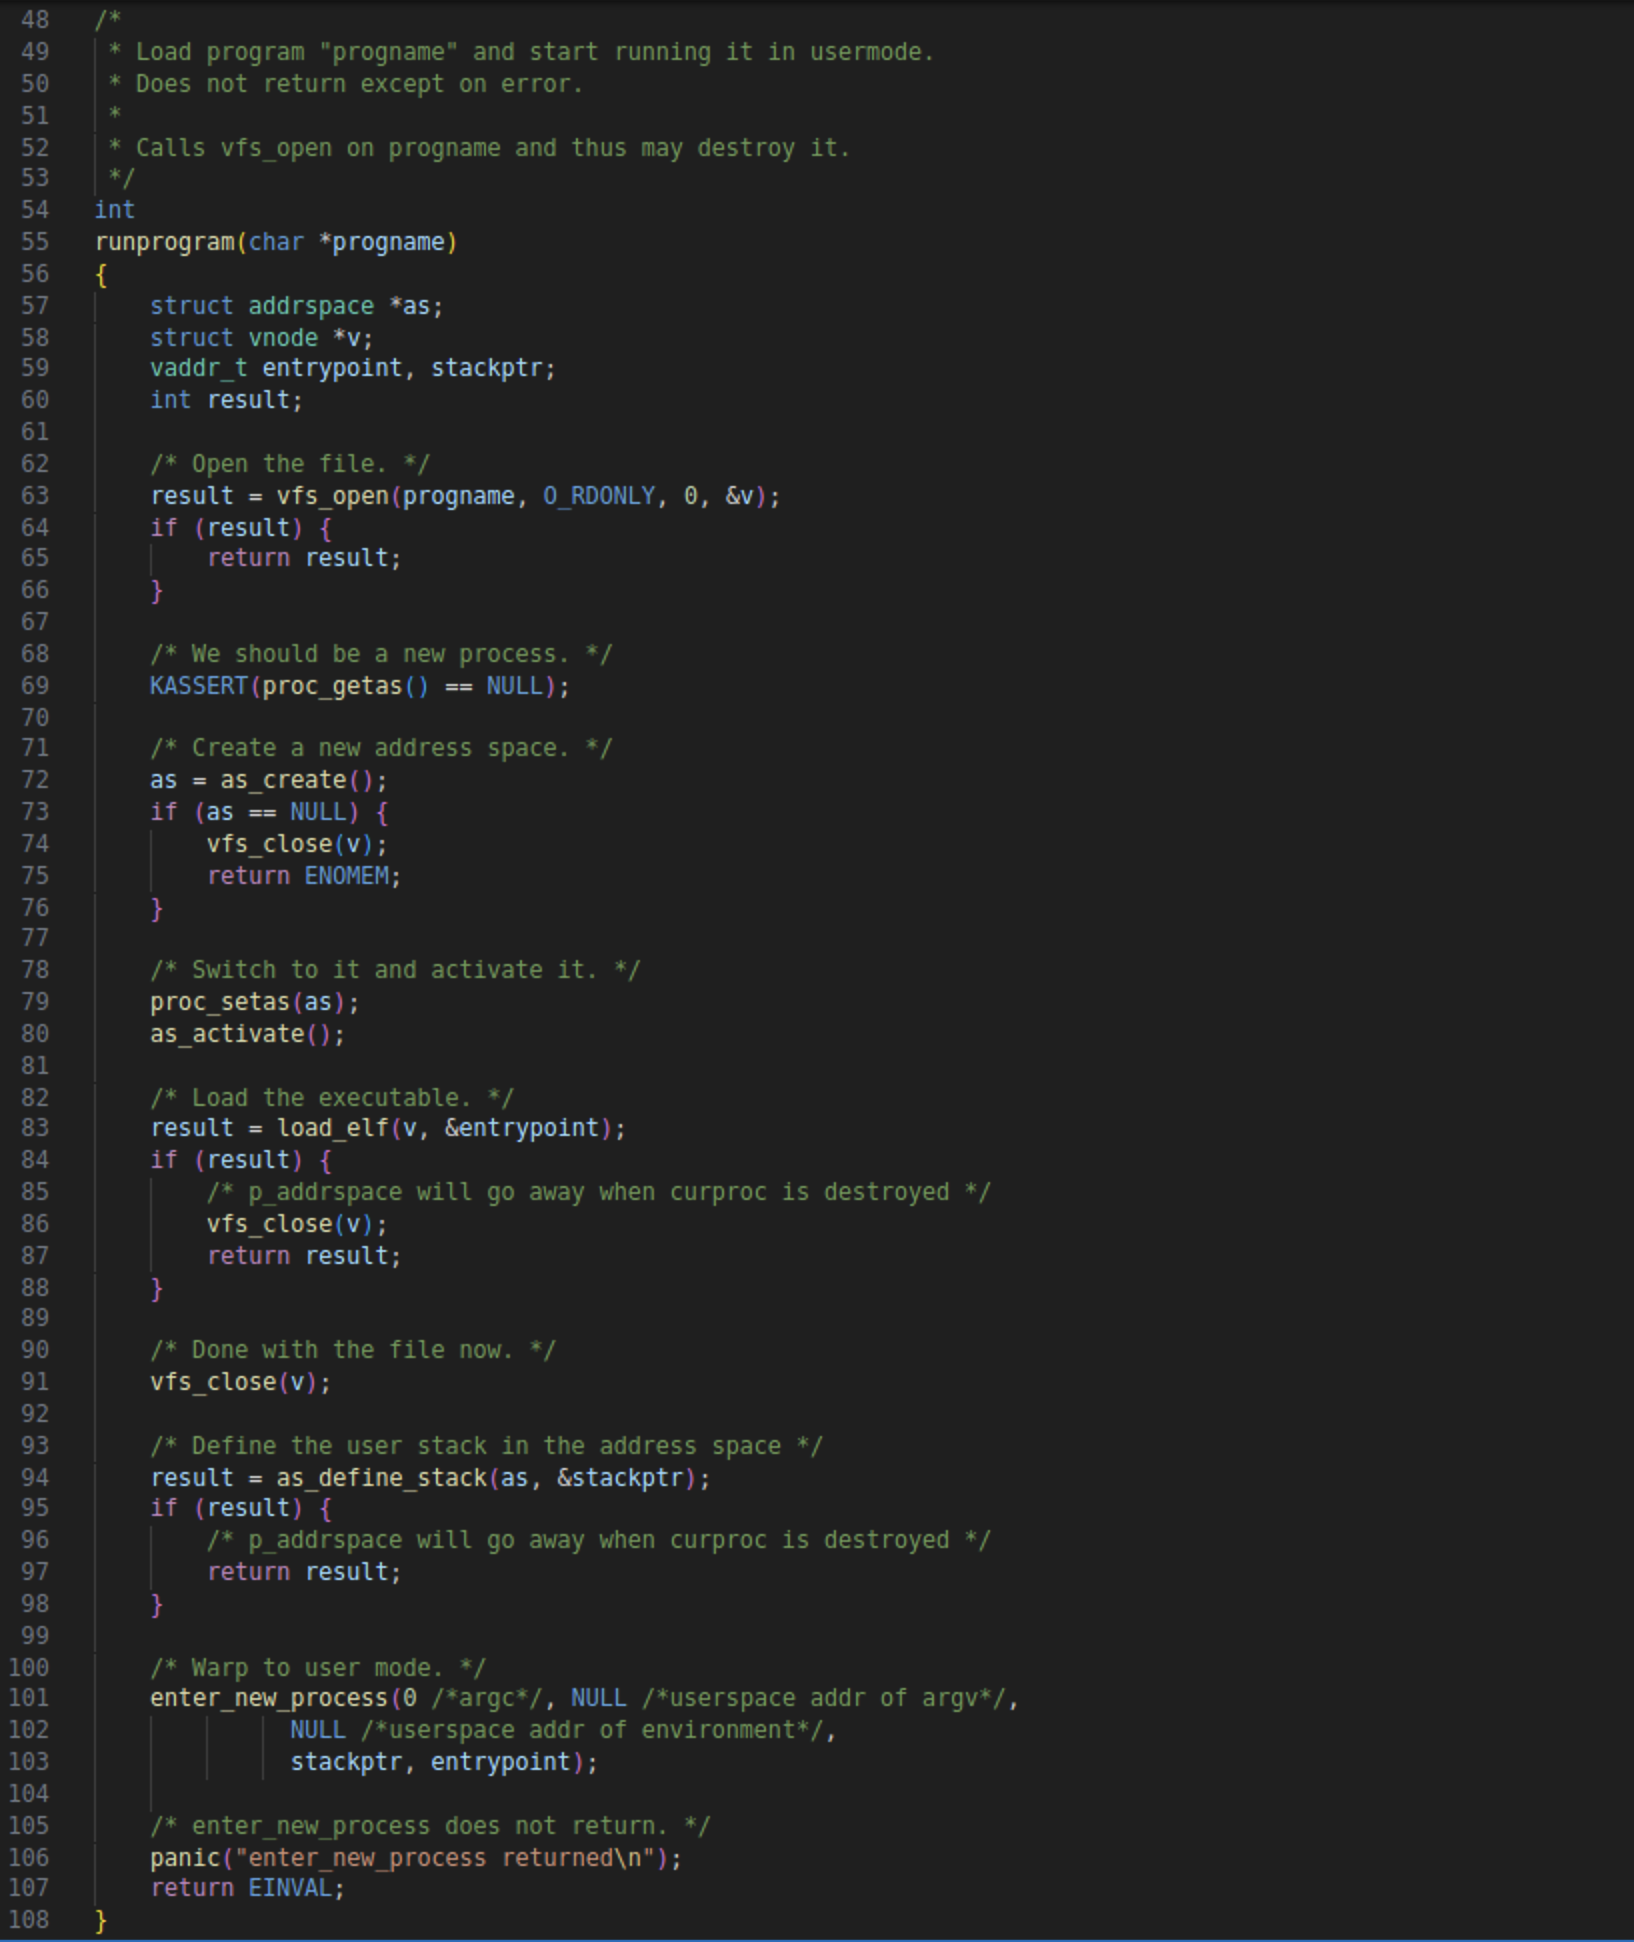 48 /*
49  * Load program "progname" and start running it in usermode.
50  * Does not return except on error.
51  *
52  * Calls vfs_open on progname and thus may destroy it.
53  */
54 int
55 runprogram(char *progname)
56 {
57     struct addrspace *as;
58     struct vnode *v;
59     vaddr_t entrypoint, stackptr;
60     int result;
61
62     /* Open the file. */
63     result = vfs_open(progname, O_RDONLY, 0, &v);
64     if (result) {
65         return result;
66     }
67
68     /* We should be a new process. */
69     KASSERT(proc_getas() == NULL);
70
71     /* Create a new address space. */
72     as = as_create();
73     if (as == NULL) {
74         vfs_close(v);
75         return ENOMEM;
76     }
77
78     /* Switch to it and activate it. */
79     proc_setas(as);
80     as_activate();
81
82     /* Load the executable. */
83     result = load_elf(v, &entrypoint);
84     if (result) {
85         /* p_addrspace will go away when curproc is destroyed */
86         vfs_close(v);
87         return result;
88     }
89
90     /* Done with the file now. */
91     vfs_close(v);
92
93     /* Define the user stack in the address space */
94     result = as_define_stack(as, &stackptr);
95     if (result) {
96         /* p_addrspace will go away when curproc is destroyed */
97         return result;
98     }
99
100     /* Warp to user mode. */
101     enter_new_process(0 /*argc*/, NULL /*userspace addr of argv*/,
102               NULL /*userspace addr of environment*/,
103               stackptr, entrypoint);
104
105     /* enter_new_process does not return. */
106     panic("enter_new_process returned\n");
107     return EINVAL;
108 }